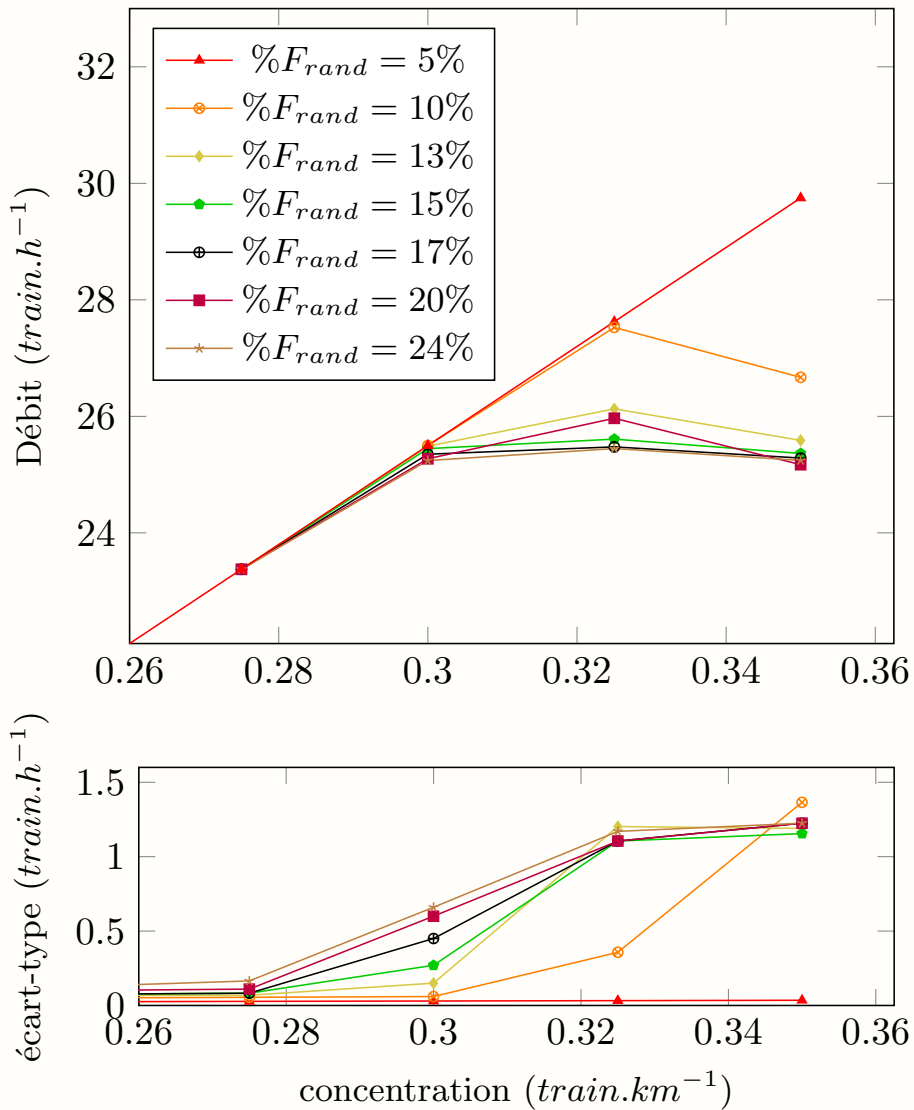 Débit (train.h⁻¹)
32
30
28
26
24
%F_rand = 5%
%F_rand = 10%
%F_rand = 13%
%F_rand = 15%
%F_rand = 17%
%F_rand = 20%
%F_rand = 24%
0.26 0.28 0.3 0.32 0.34 0.36
écart-type (train.h⁻¹)
1.5
1
0.5
0
0.26 0.28 0.3 0.32 0.34 0.36
concentration (train.km⁻¹)